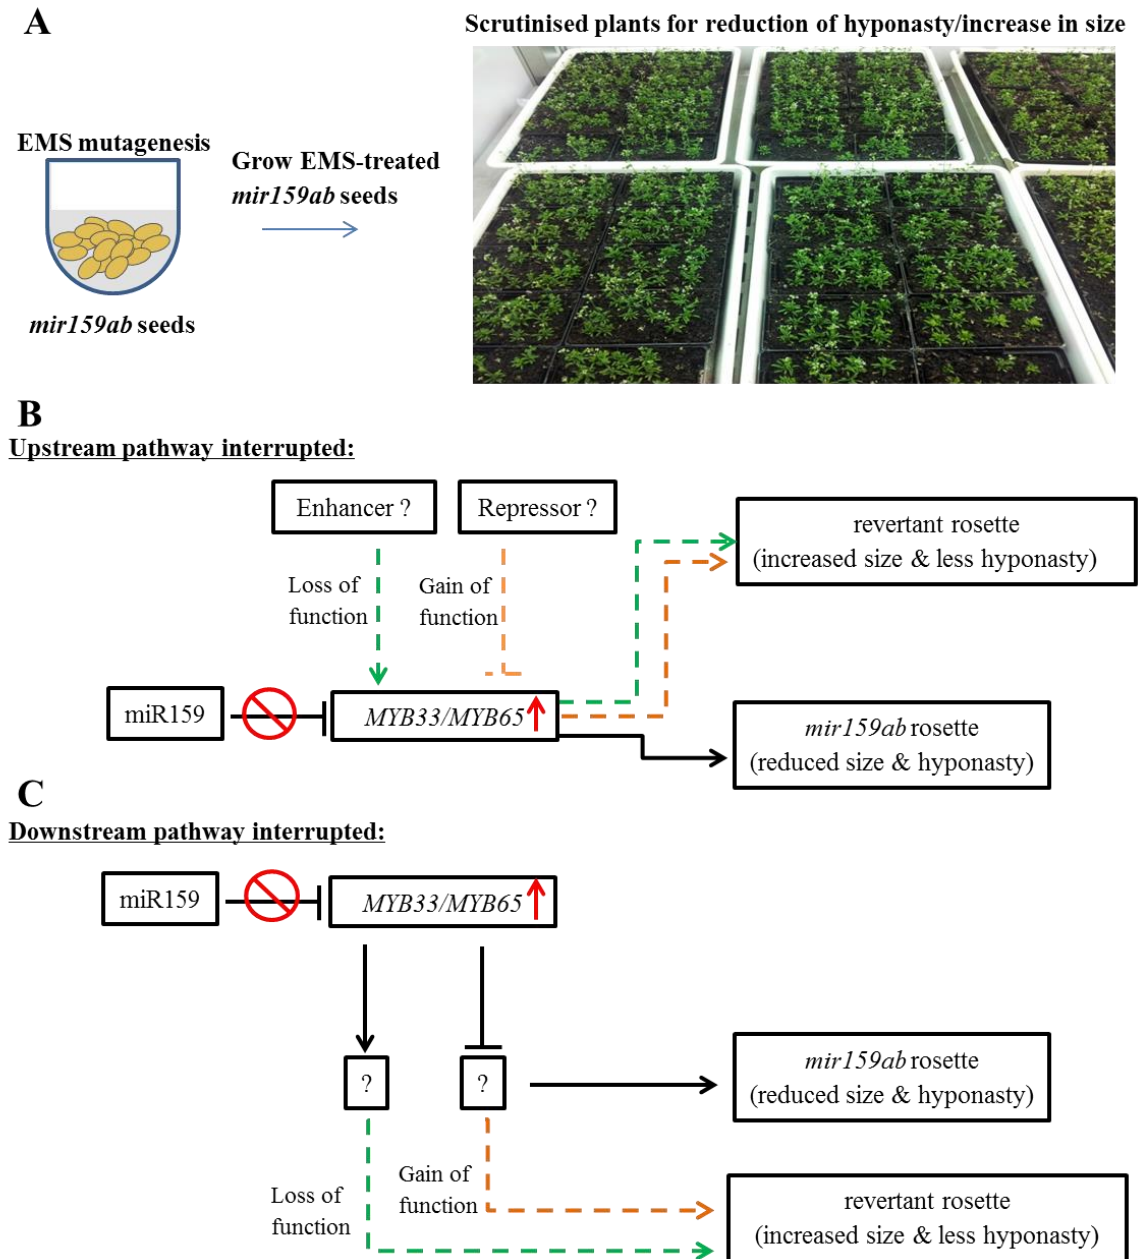 A
Scrutinised plants for reduction of hyponasty/increase in size
EMS mutagenesis
Grow EMS-treated
mir159ab seeds
mir159ab seeds
B
Upstream pathway interrupted:
Enhancer ?
Repressor ?
revertant rosette
(increased size & less hyponasty)
Loss of
function
Gain of
function
miR159
MYB33/MYB65
mir159ab rosette
(reduced size & hyponasty)
C
Downstream pathway interrupted:
miR159
MYB33/MYB65
?
?
mir159ab rosette
(reduced size & hyponasty)
Loss of
function
Gain of
function
revertant rosette
(increased size & less hyponasty)